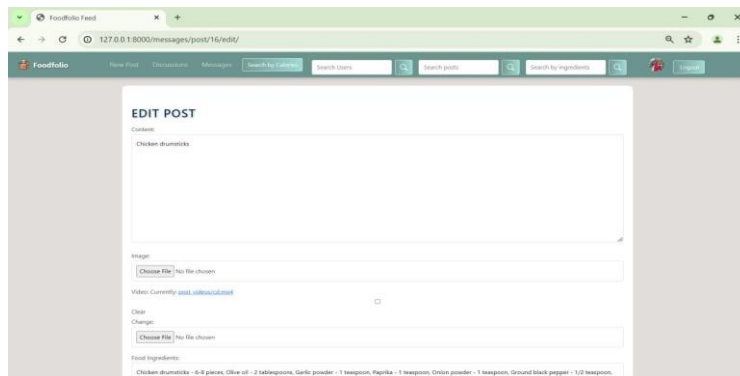 Foodfolio Feed
127.0.0.1:8000/messages/post/16/edit/
Foodfolio New Post Discussions Messages Search by Calories Search Users Search posts Search by ingredients Logout
EDIT POST
Content:
Chicken drumsticks
Image:
Choose File No file chosen
Video: Currently: post_videos/cd.mp4
Clear
Change:
Choose File No file chosen
Food Ingredients:
Chicken drumsticks - 6-8 pieces, Olive oil - 2 tablespoons, Garlic powder - 1 teaspoon, Paprika - 1 teaspoon, Onion powder - 1 teaspoon, Ground black pepper - 1/2 teaspoon,